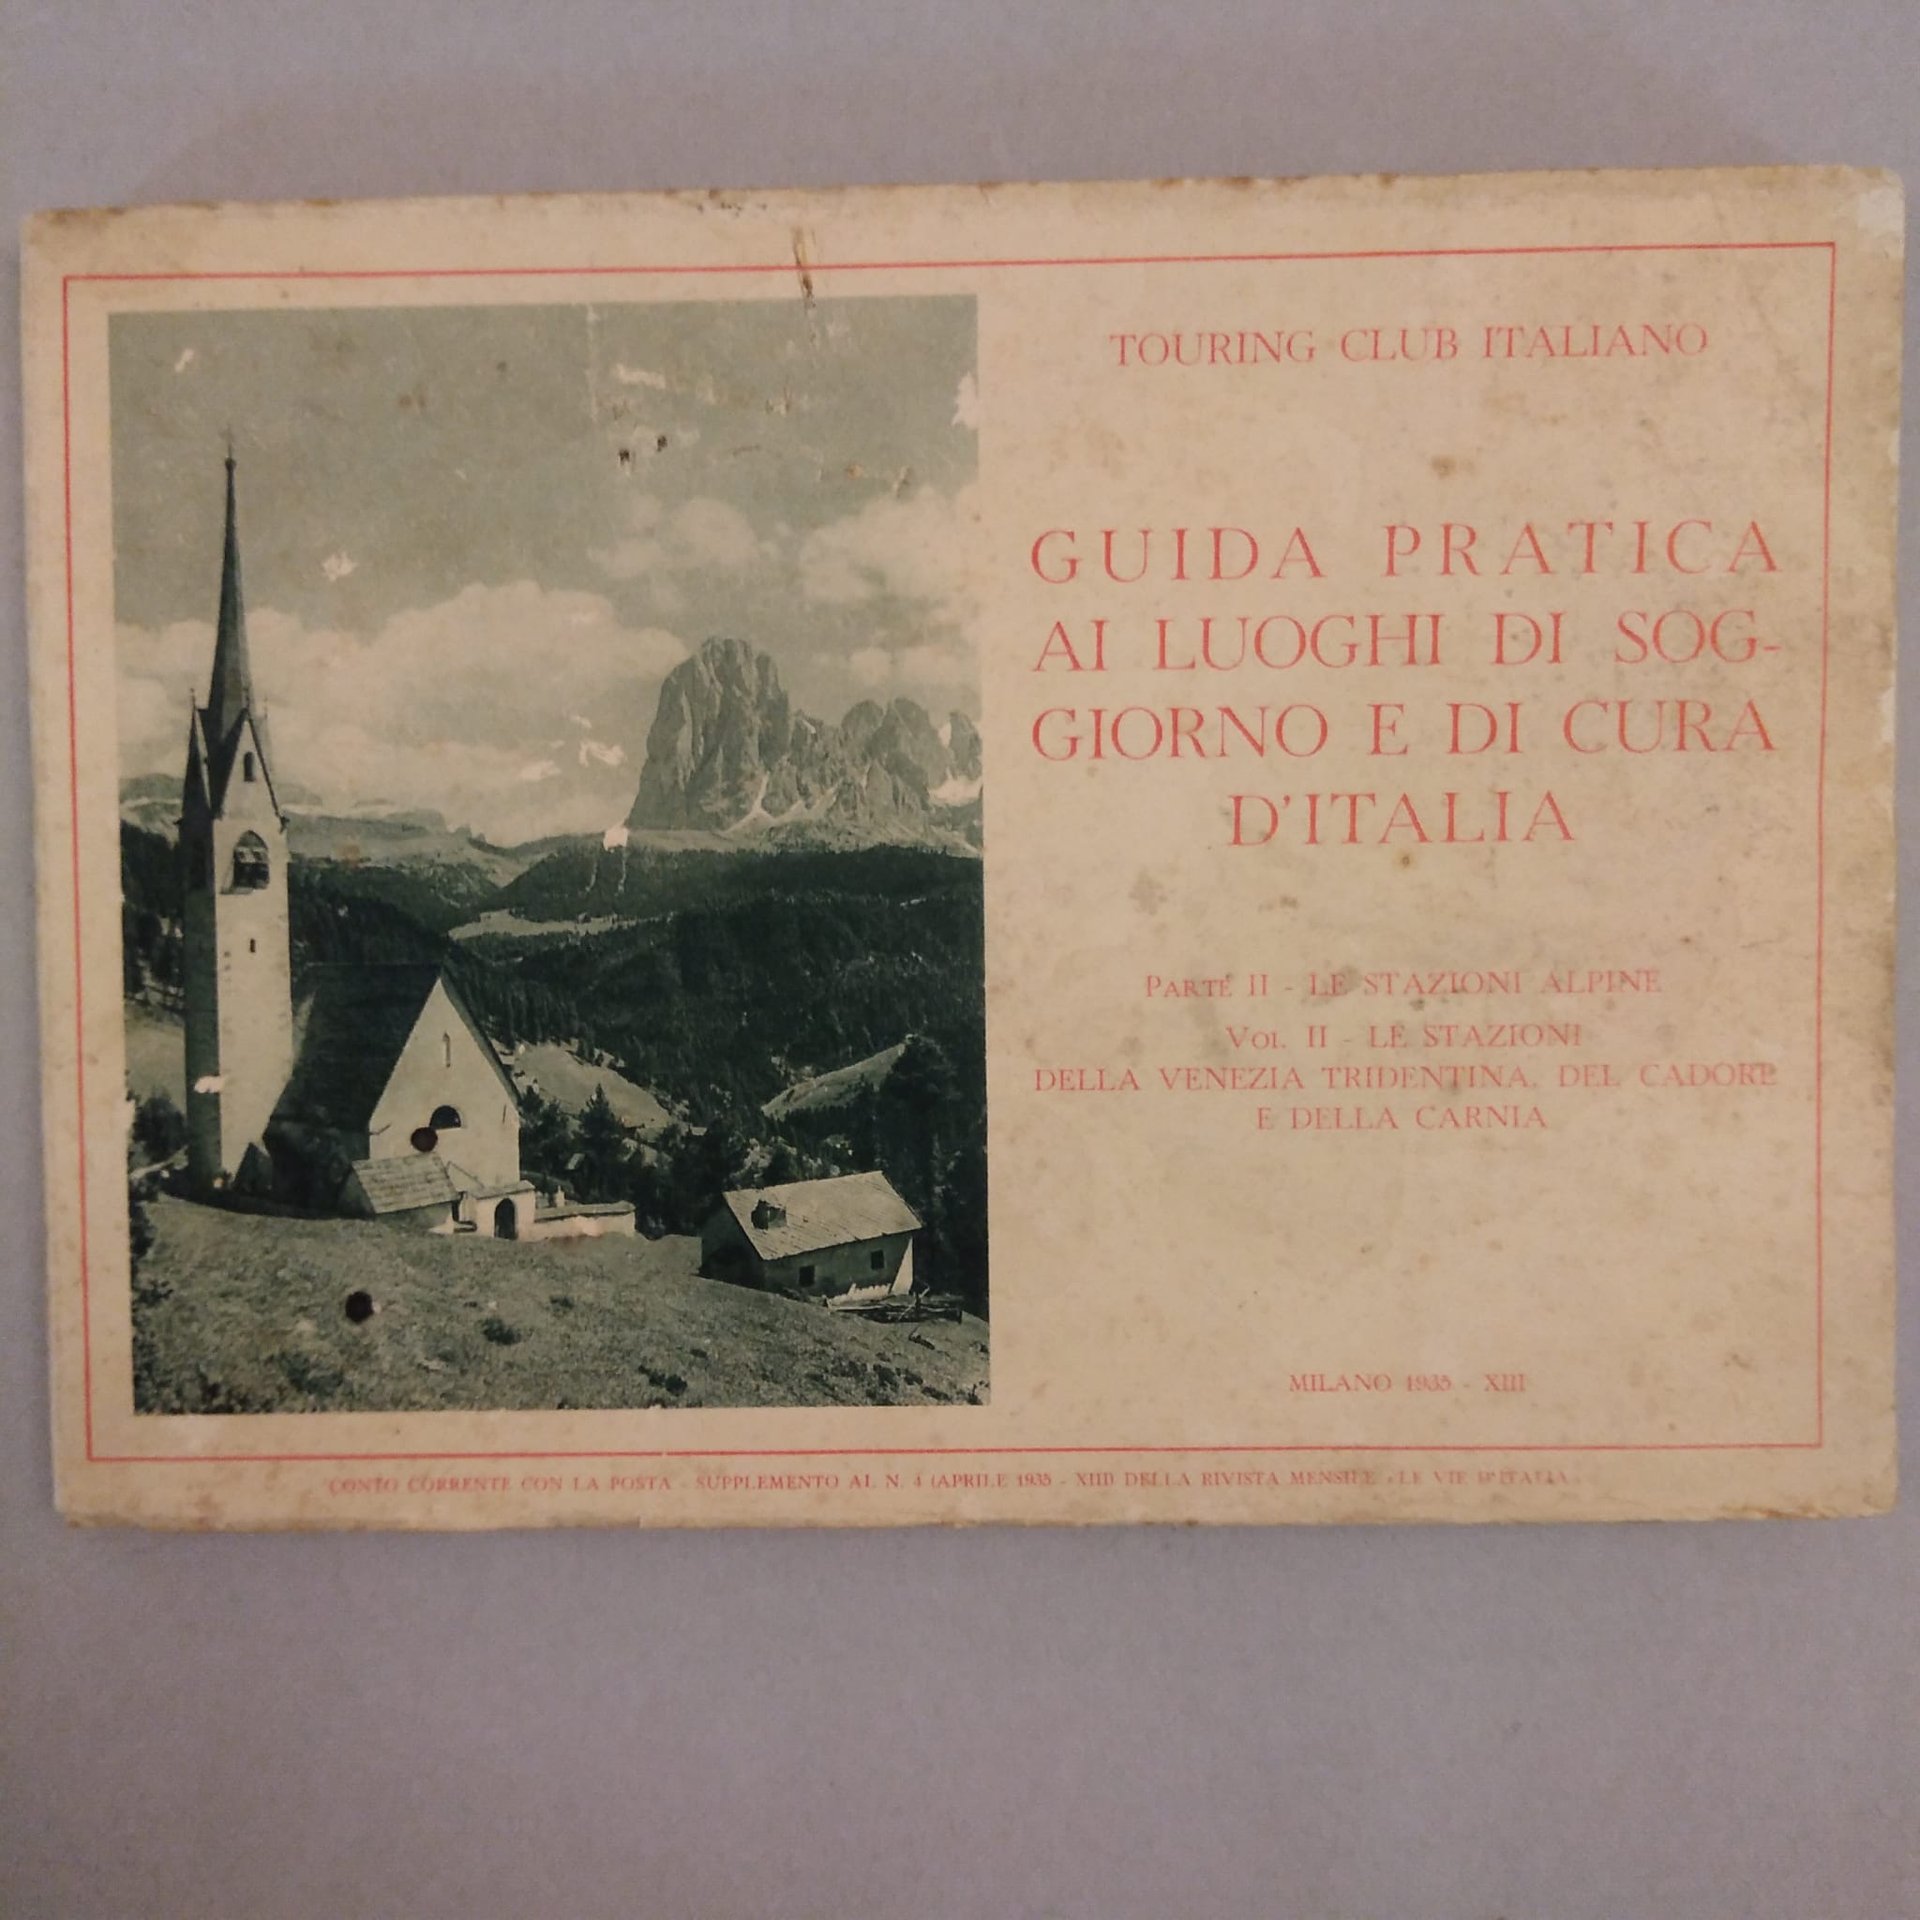 TOURING CLUB ITALIANO
GUIDA PRATICA
AI LUOGHI DI SOG-
GIORNO E DI CURA
D'ITALIA
PARTE II - LE STAZIONI ALPINE
VOL. II - LE STAZIONI
DELLA VENEZIA TRIDENTINA, DEL CADORE
E DELLA CARNIA
MILANO 1935 - XIII
CONTO CORRENTE CON LA POSTA - SUPPLEMENTO AL N. 4 (APRILE 1935 - XIII) DELLA RIVISTA MENSILE «LE VIE D'ITALIA»